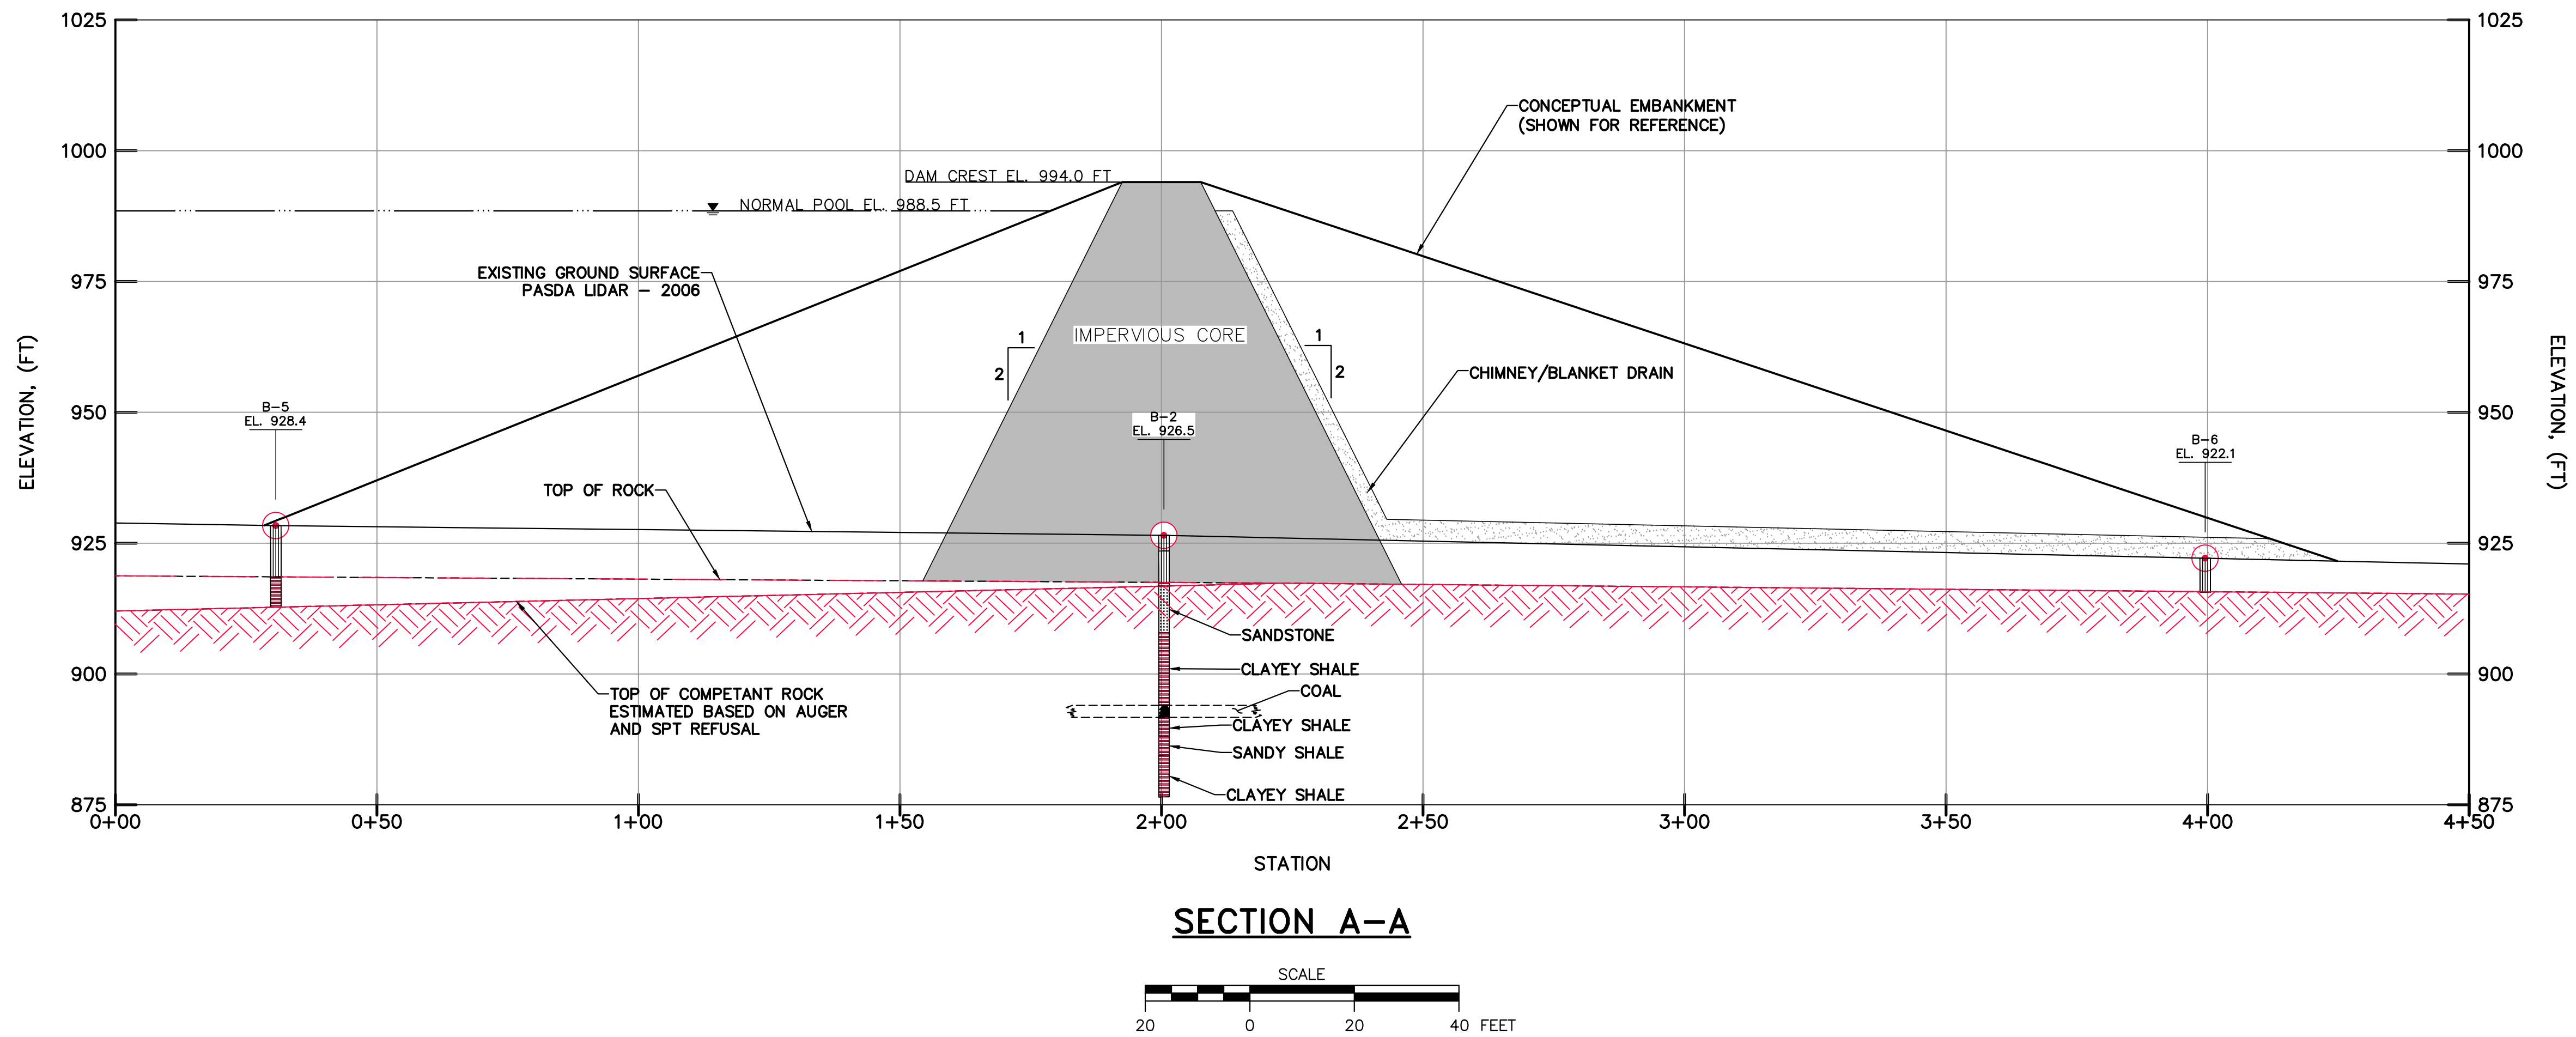 1025
1025
CONCEPTUAL EMBANKMENT
(SHOWN FOR REFERENCE)
1000
1000
DAM CREST EL. 994.0 FT
NORMAL POOL EL. 988.5 FT
EXISTING GROUND SURFACE
PASDA LIDAR - 2006
975
975
IMPERVIOUS CORE
1
2
1
2
ELEVATION, (FT)
ELEVATION, (FT)
CHIMNEY/BLANKET DRAIN
950
950
B-5
EL. 928.4
B-2
EL. 926.5
B-6
EL. 922.1
TOP OF ROCK
925
925
SANDSTONE
CLAYEY SHALE
900
900
COAL
TOP OF COMPETANT ROCK
ESTIMATED BASED ON AUGER
AND SPT REFUSAL
CLAYEY SHALE
SANDY SHALE
CLAYEY SHALE
875
875
0+00
0+50
1+00
1+50
2+00
2+50
3+00
3+50
4+00
4+50
STATION
SECTION A-A
SCALE
20 0 20 40 FEET